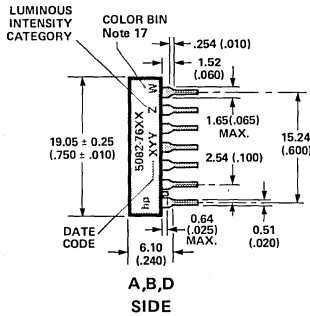 LUMINOUS
INTENSITY
CATEGORY
COLOR BIN
Note 17
.254 (.010)
1.52
(.060)
W
Z
5082-76XX
XYY
hp
19.05 ± 0.25
(.750 ± .010)
1.65(.065)
MAX.
15.24
(.600)
2.54 (.100)
DATE
CODE
0.64
(.025)
MAX.
0.51
(.020)
6.10
(.240)
A,B,D
SIDE